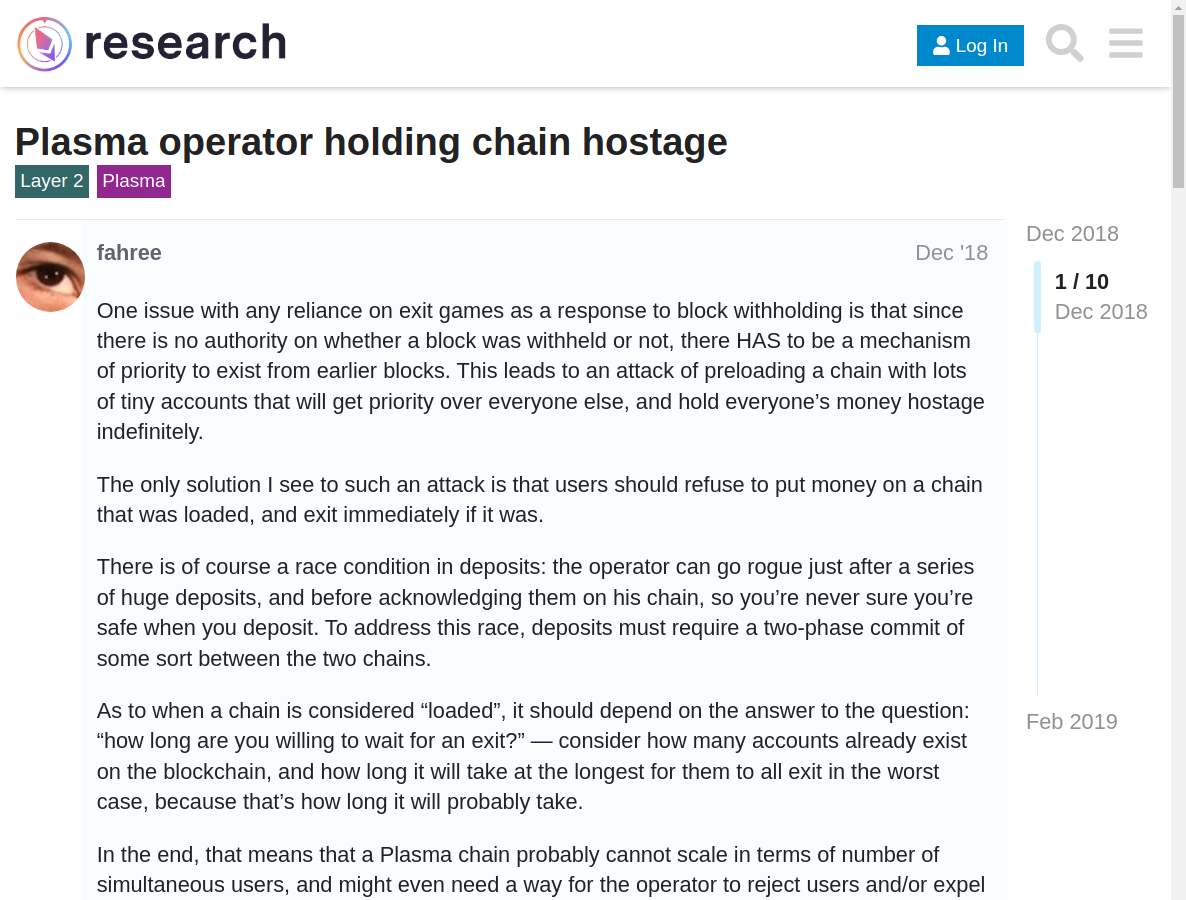 research
Log In
Plasma operator holding chain hostage
Layer 2 Plasma
Dec 2018
fahree Dec '18
1 / 10
Dec 2018
One issue with any reliance on exit games as a response to block withholding is that since
there is no authority on whether a block was withheld or not, there HAS to be a mechanism
of priority to exist from earlier blocks. This leads to an attack of preloading a chain with lots
of tiny accounts that will get priority over everyone else, and hold everyone’s money hostage
indefinitely.
The only solution I see to such an attack is that users should refuse to put money on a chain
that was loaded, and exit immediately if it was.
There is of course a race condition in deposits: the operator can go rogue just after a series
of huge deposits, and before acknowledging them on his chain, so you’re never sure you’re
safe when you deposit. To address this race, deposits must require a two-phase commit of
some sort between the two chains.
As to when a chain is considered “loaded”, it should depend on the answer to the question:
“how long are you willing to wait for an exit?” — consider how many accounts already exist
on the blockchain, and how long it will take at the longest for them to all exit in the worst
case, because that’s how long it will probably take.
Feb 2019
In the end, that means that a Plasma chain probably cannot scale in terms of number of
simultaneous users, and might even need a way for the operator to reject users and/or expel